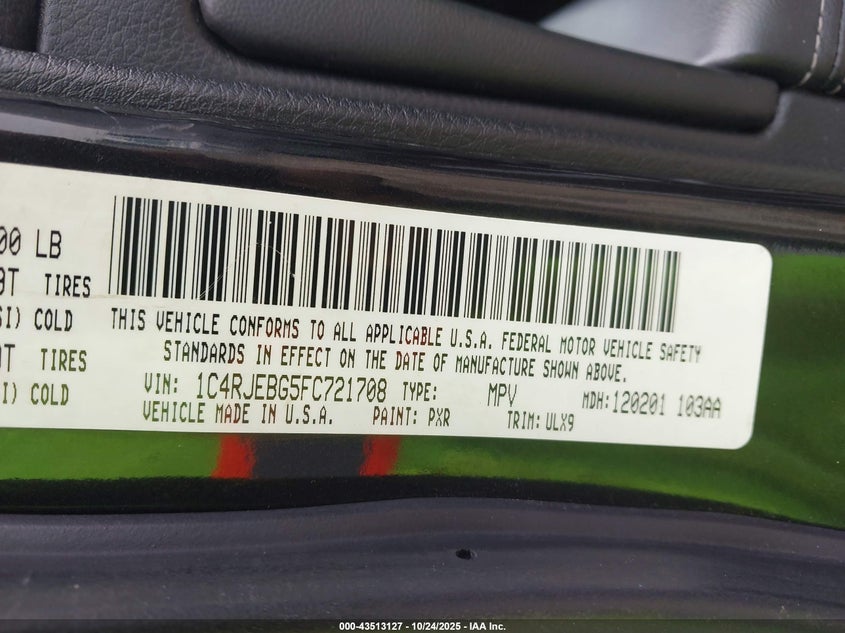 00 LB
TIRES
SI) COLD
TIRES
SI) COLD
THIS VEHICLE CONFORMS TO ALL APPLICABLE U.S.A. FEDERAL MOTOR VEHICLE SAFETY
STANDARDS IN EFFECT ON THE DATE OF MANUFACTURE SHOWN ABOVE.
VIN: 1C4RJEBG5FC721708 TYPE: MPV MDH:120201 103AA
VEHICLE MADE IN U.S.A. PAINT: PXR TRIM: ULX9
000-43513127 - 10/24/2025 - IAA Inc.